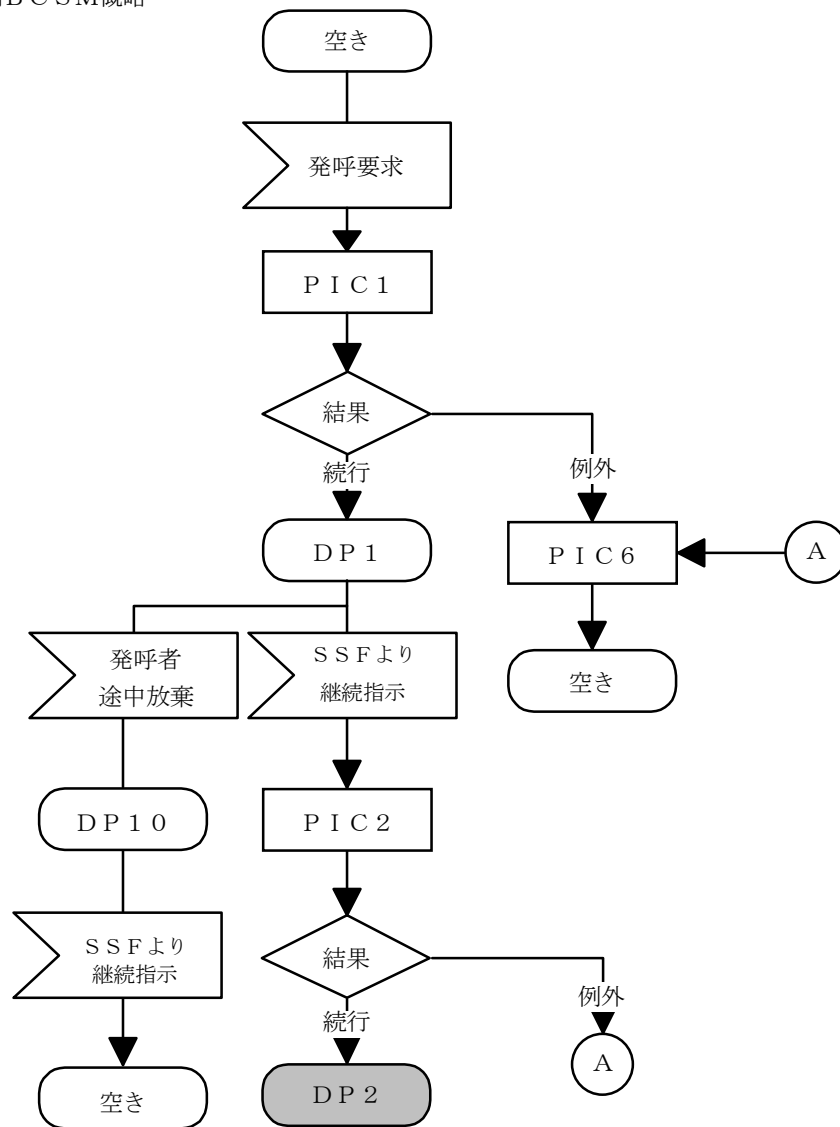 ＢＣＳＭ概略
空き
発呼要求
ＰＩＣ１
結果
続行
例外
ＤＰ１
ＰＩＣ６
Ａ
発呼者
途中放棄
ＳＳＦより
継続指示
空き
ＤＰ１０
ＰＩＣ２
ＳＳＦより
継続指示
結果
続行
例外
空き
ＤＰ２
Ａ